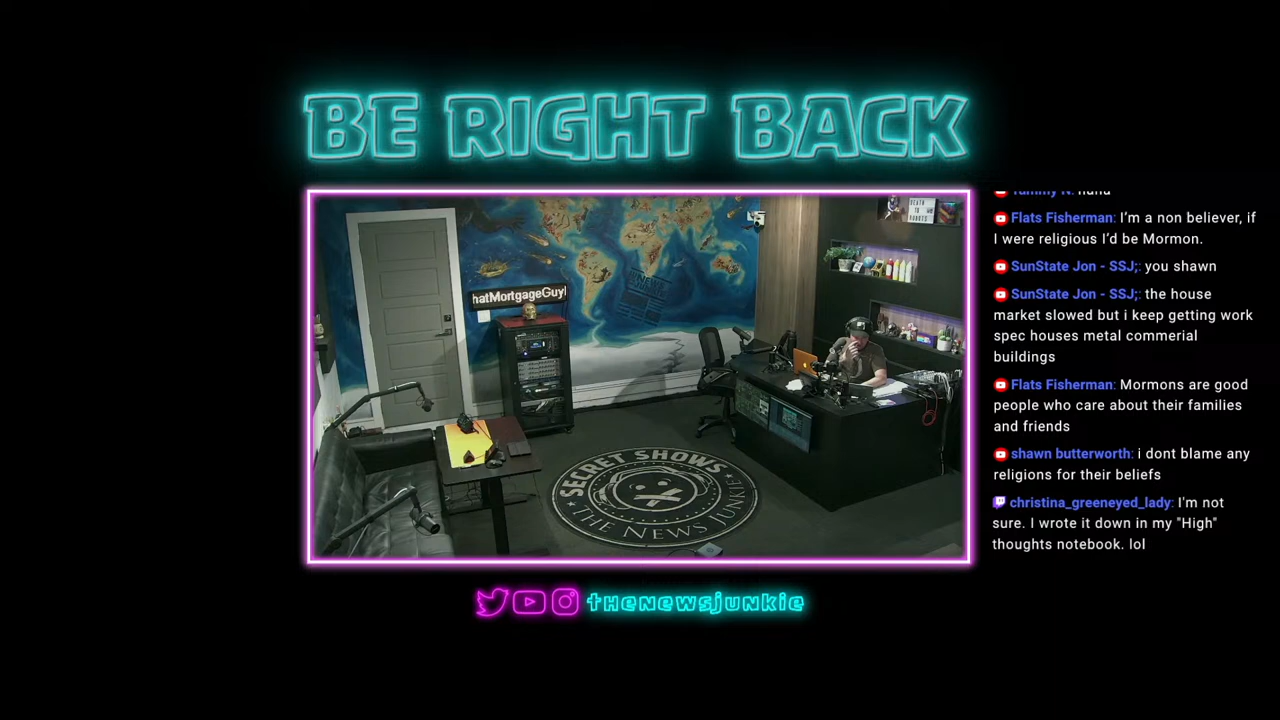 BE RIGHT BACK
hatMortgageGuy
DEATH
TO
SECRET SHOWS
THE NEWS JUNKIE
Flats Fisherman: I'm a non believer, if
I were religious I'd be Mormon.
SunState Jon - SSJ;: you shawn
SunState Jon - SSJ;: the house
market slowed but i keep getting work
spec houses metal commerial
buildings
Flats Fisherman: Mormons are good
people who care about their families
and friends
shawn butterworth: i dont blame any
religions for their beliefs
christina_greeneyed_lady: I'm not
sure. I wrote it down in my "High"
thoughts notebook. lol
thenewsjunkie